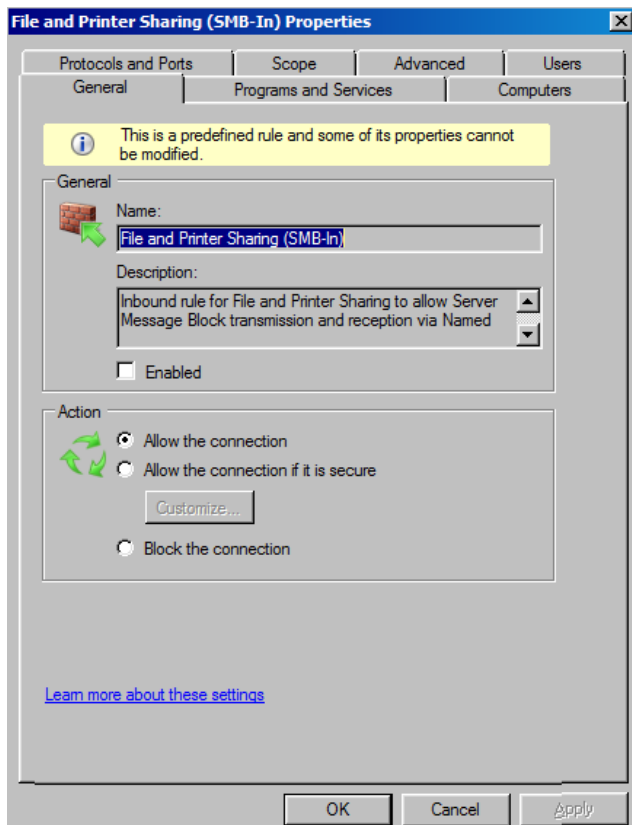 File and Printer Sharing (SMB-In) Properties
Protocols and Ports
Scope
Advanced
Users
General
Programs and Services
Computers
This is a predefined rule and some of its properties cannot
be modified.
General
Name:
File and Printer Sharing (SMB-In)
Description:
Inbound rule for File and Printer Sharing to allow Server
Message Block transmission and reception via Named
Enabled
Action
Allow the connection
Allow the connection if it is secure
Customize...
Block the connection
Learn more about these settings
OK
Cancel
Apply